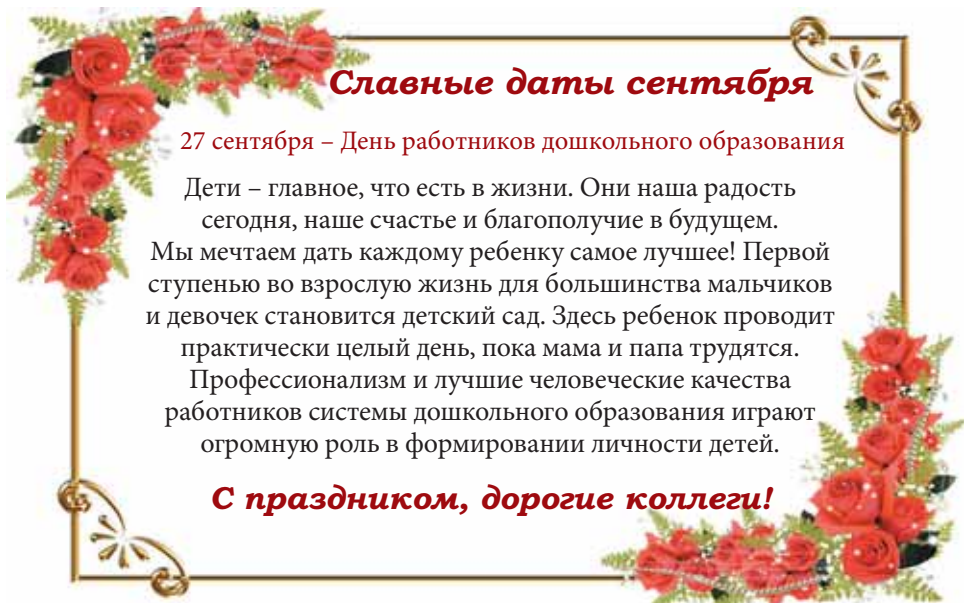 Славные даты сентября
27 сентября – День работников дошкольного образования
Дети – главное, что есть в жизни. Они наша радость
сегодня, наше счастье и благополучие в будущем.
Мы мечтаем дать каждому ребенку самое лучшее! Первой
ступенью во взрослую жизнь для большинства мальчиков
и девочек становится детский сад. Здесь ребенок проводит
практически целый день, пока мама и папа трудятся.
Профессионализм и лучшие человеческие качества
работников системы дошкольного образования играют
огромную роль в формировании личности детей.
С праздником, дорогие коллеги!